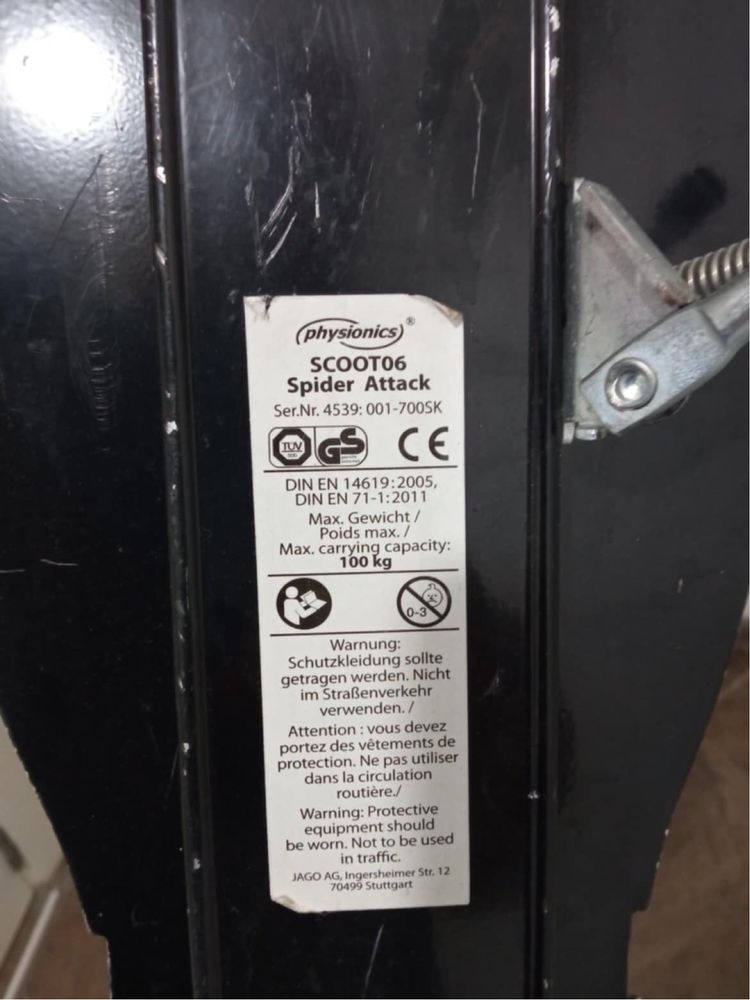 physionics®
SCOOT06
Spider Attack
Ser.Nr. 4539: 001-700SK
TÜV
GS
CE
DIN EN 14619:2005,
DIN EN 71-1:2011
Max. Gewicht /
Poids max. /
Max. carrying capacity:
100 kg
0-3
Warnung:
Schutzkleidung sollte
getragen werden. Nicht
im Straßenverkehr
verwenden. /
Attention : vous devez
portez des vêtements de
protection. Ne pas utiliser
dans la circulation
routière./
Warning: Protective
equipment should
be worn. Not to be used
in traffic.
JAGO AG, Ingersheimer Str. 12
70499 Stuttgart